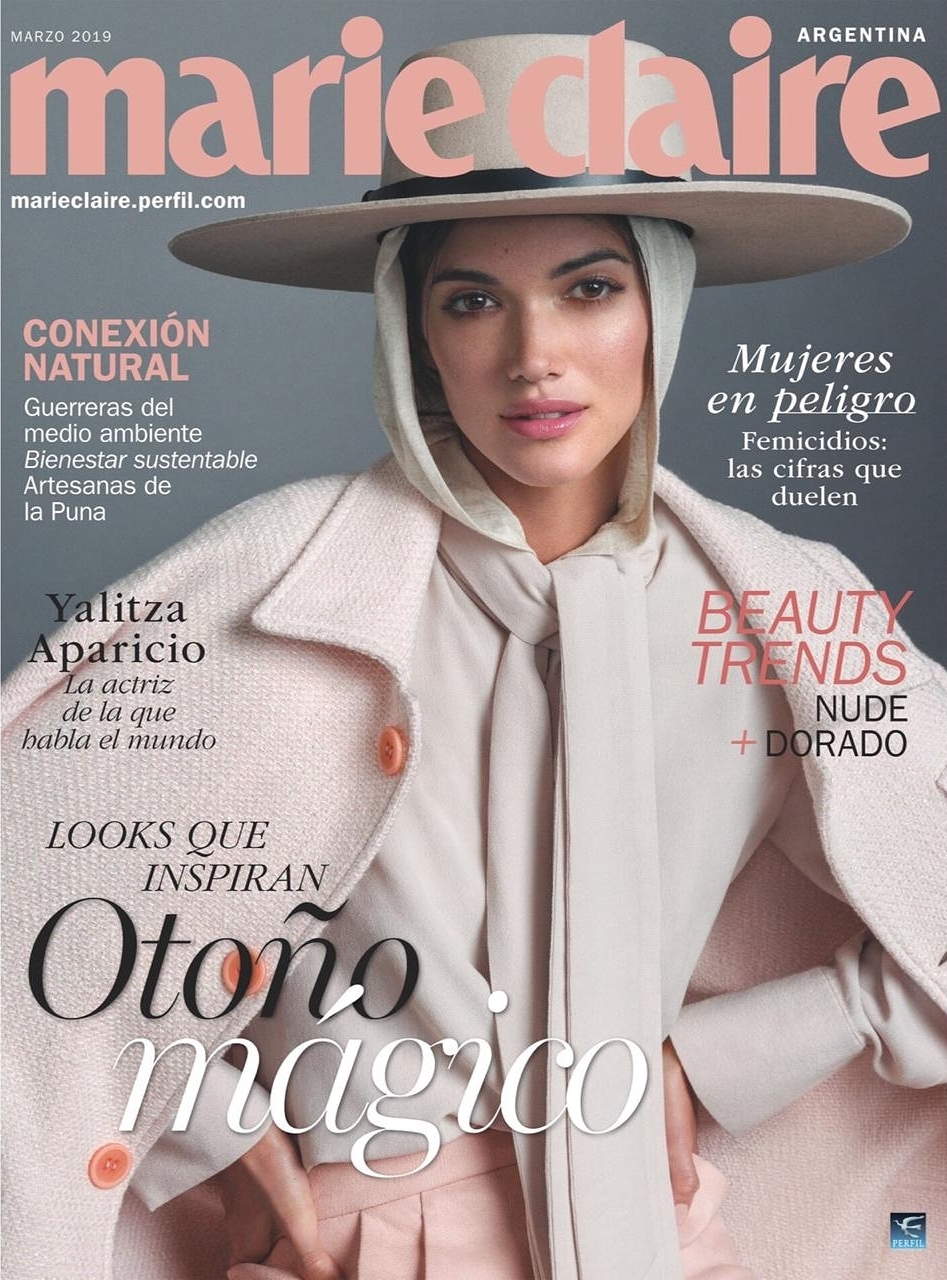 MARZO 2019
ARGENTINA
marie claire
marieclaire.perfil.com
CONEXIÓN
NATURAL
Guerreras del
medio ambiente
Bienestar sustentable
Artesanas de
la Puna
Mujeres
en peligro
Femicidios:
las cifras que
duelen
Yalitza
Aparicio
La actriz
de la que
habla el mundo
BEAUTY
TRENDS
NUDE
+ DORADO
LOOKS QUE
INSPIRAN
Otoño
mágico
PERFIL